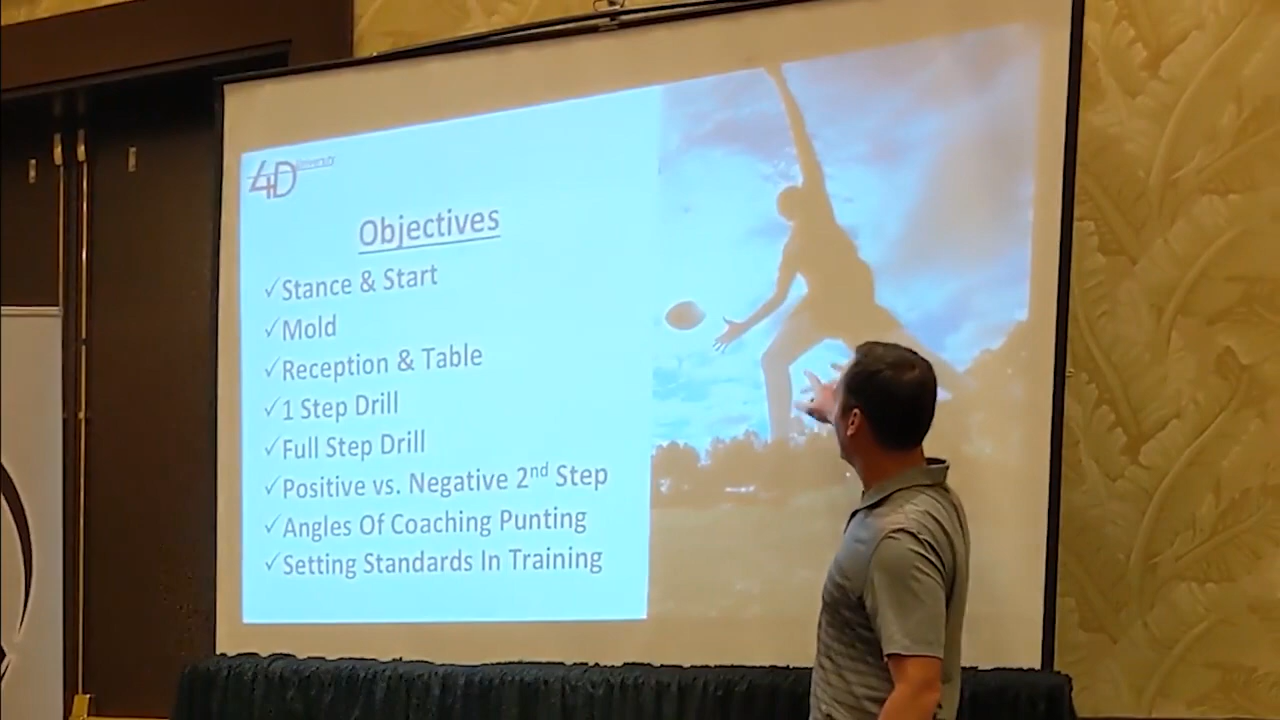 4D
Objectives
✓Stance & Start
✓Mold
✓Reception & Table
✓1 Step Drill
✓Full Step Drill
✓Positive vs. Negative 2nd Step
✓Angles Of Coaching Punting
✓Setting Standards In Training